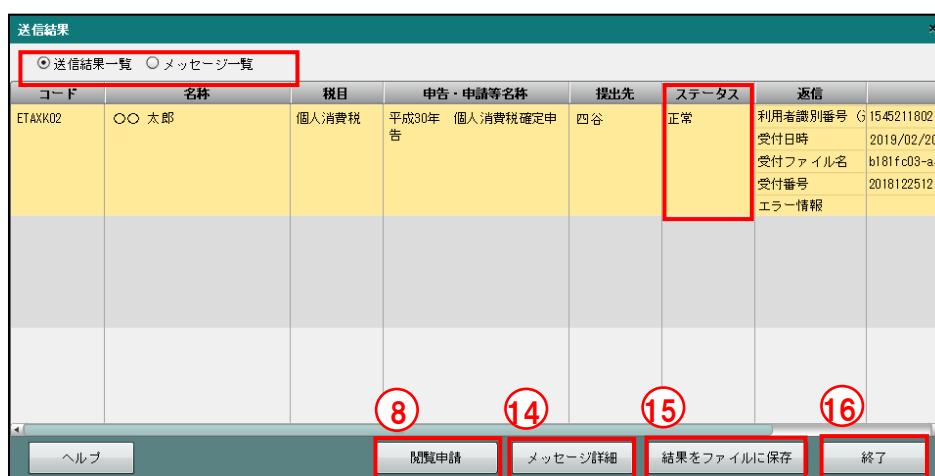 送信結果
送信結果一覧 メッセージ一覧
コード 名称 税目 申告・申請等名称 提出先 ステータス 返信
ETAXK02 〇〇 太郎 個人消費税 平成30年 個人消費税確定申告 四谷 正常 利用者識別番号 1545211802
受付日時 2019/02/20
受付ファイル名 b181fc03-a
受付番号 2018122512
エラー情報
⑧ ⑭ ⑮ ⑯
ヘルプ 閲覧申請 メッセージ詳細 結果をファイルに保存 終了